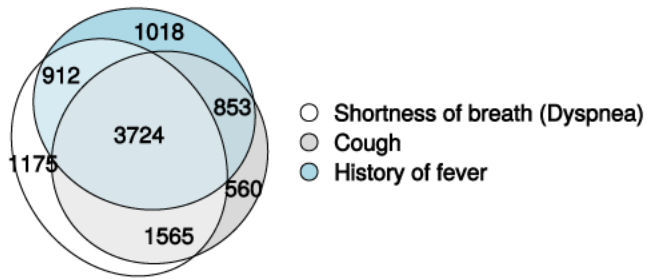 1018
912
853
3724
1175
560
1565
Shortness of breath (Dyspnea)
Cough
History of fever